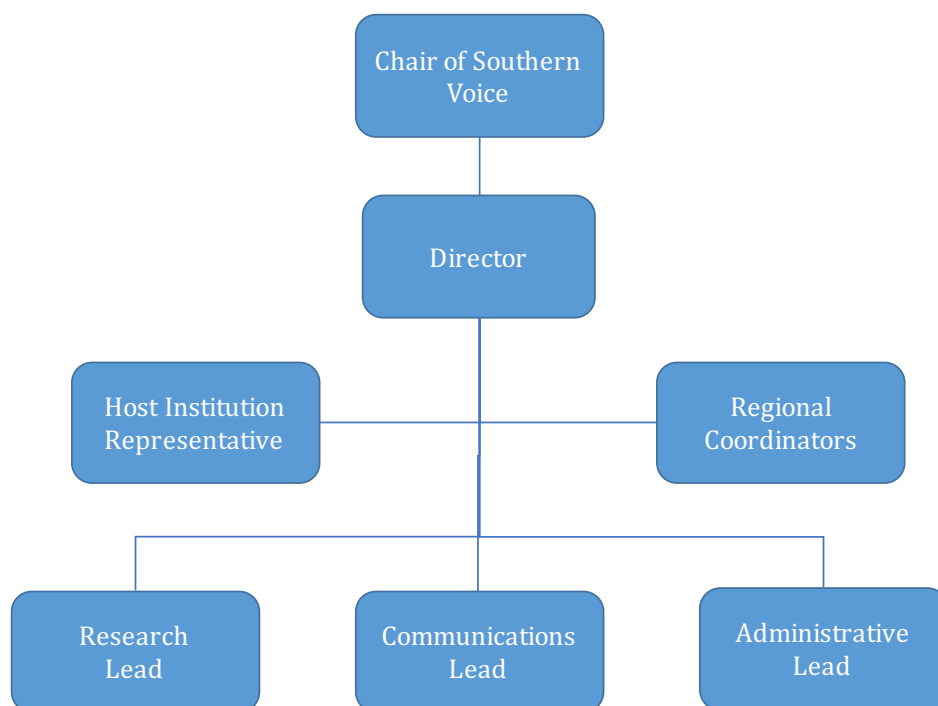 Chair of Southern
Voice
Director
Host Institution
Representative
Regional
Coordinators
Research
Lead
Communications
Lead
Administrative
Lead